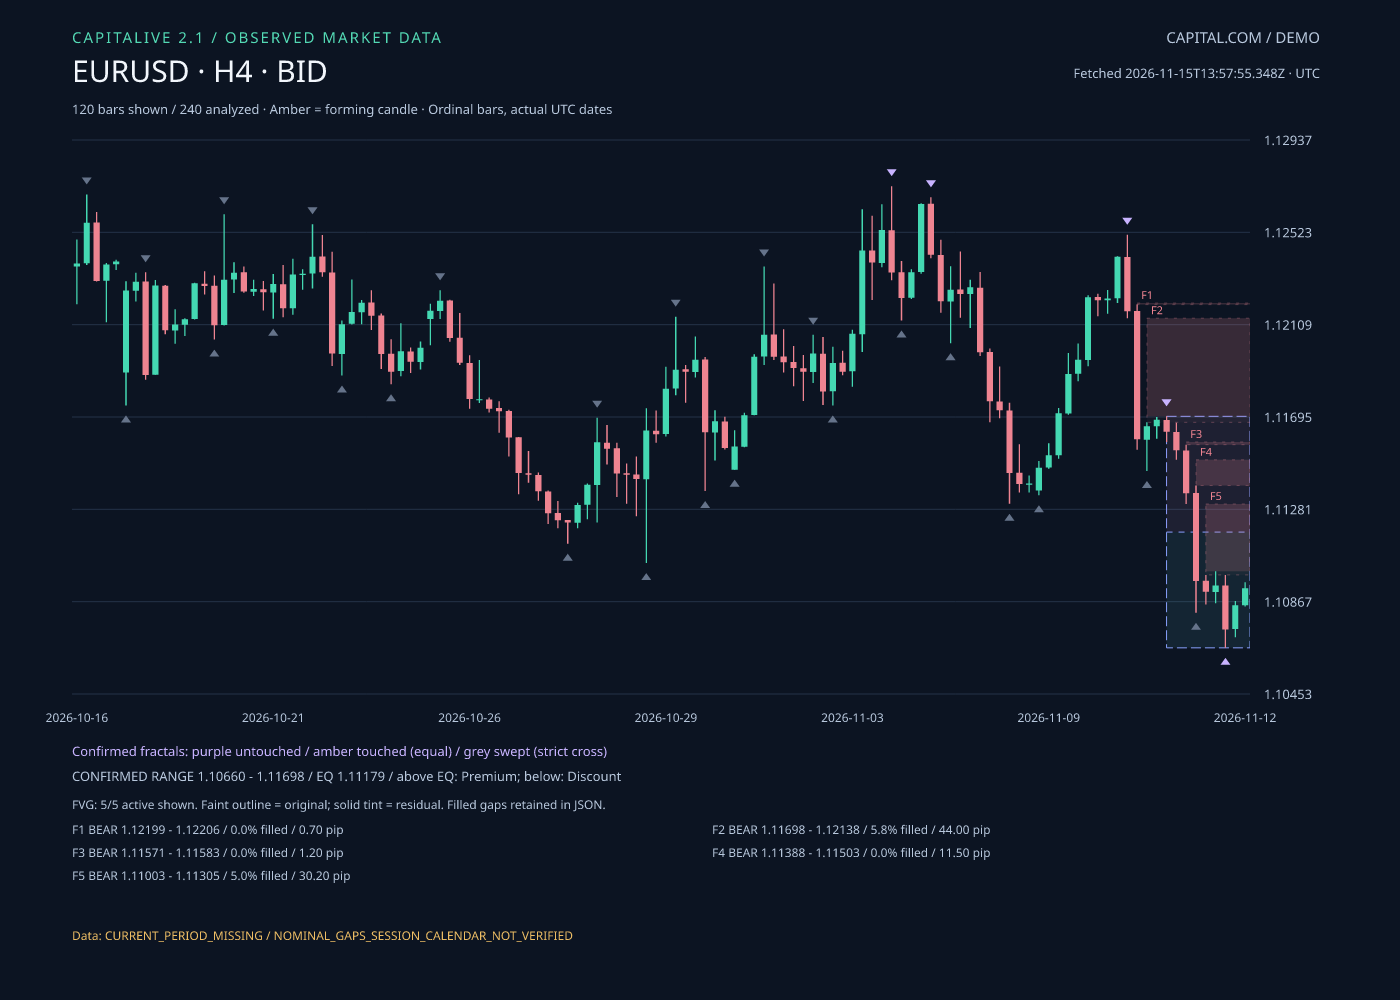 CAPITALIVE 2.1 / OBSERVED MARKET DATA
CAPITAL.COM / DEMO
EURUSD · H4 · BID
Fetched 2026-11-15T13:57:55.348Z · UTC
120 bars shown / 240 analyzed · Amber = forming candle · Ordinal bars, actual UTC dates
1.12937
1.12523
F1
F2
1.12109
1.11695
F3
F4
F5
1.11281
1.10867
1.10453
2026-10-16 2026-10-21 2026-10-26 2026-10-29 2026-11-03 2026-11-09 2026-11-12
Confirmed fractals: purple untouched / amber touched (equal) / grey swept (strict cross)
CONFIRMED RANGE 1.10660 - 1.11698 / EQ 1.11179 / above EQ: Premium; below: Discount
FVG: 5/5 active shown. Faint outline = original; solid tint = residual. Filled gaps retained in JSON.
F1 BEAR 1.12199 - 1.12206 / 0.0% filled / 0.70 pip
F2 BEAR 1.11698 - 1.12138 / 5.8% filled / 44.00 pip
F3 BEAR 1.11571 - 1.11583 / 0.0% filled / 1.20 pip
F4 BEAR 1.11388 - 1.11503 / 0.0% filled / 11.50 pip
F5 BEAR 1.11003 - 1.11305 / 5.0% filled / 30.20 pip
Data: CURRENT_PERIOD_MISSING / NOMINAL_GAPS_SESSION_CALENDAR_NOT_VERIFIED